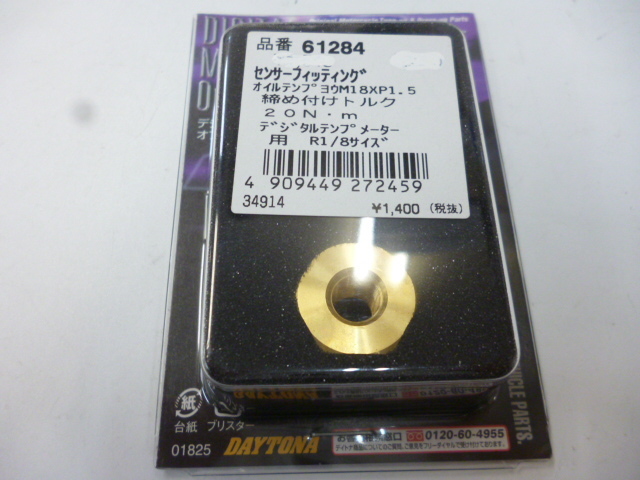 品番 61284
センサーフィッティング
オイルテンプヨウM18XP1.5
締め付けトルク
20N・m
デジタルテンプメーター
用 R1/8サイズ
4 909449 272459
34914 ¥1,400 (税抜)
紙
台紙 ブリスター
01825 DAYTONA
0120-60-4955
CYCLE PARTS.